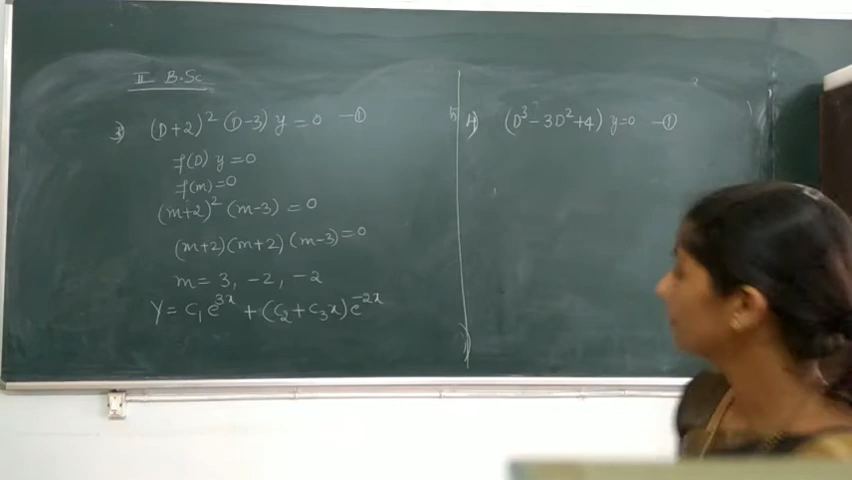 II B.Sc
3) (D+2)² (D-3) y = 0 —①
f(D) y = 0
f(m) = 0
(m+2)² (m-3) = 0
(m+2)(m+2)(m-3) = 0
m = 3, -2, -2
y = c₁e³ˣ + (c₂+c₃x)e⁻²ˣ
4) (D³-3D²+4) y=0 —①